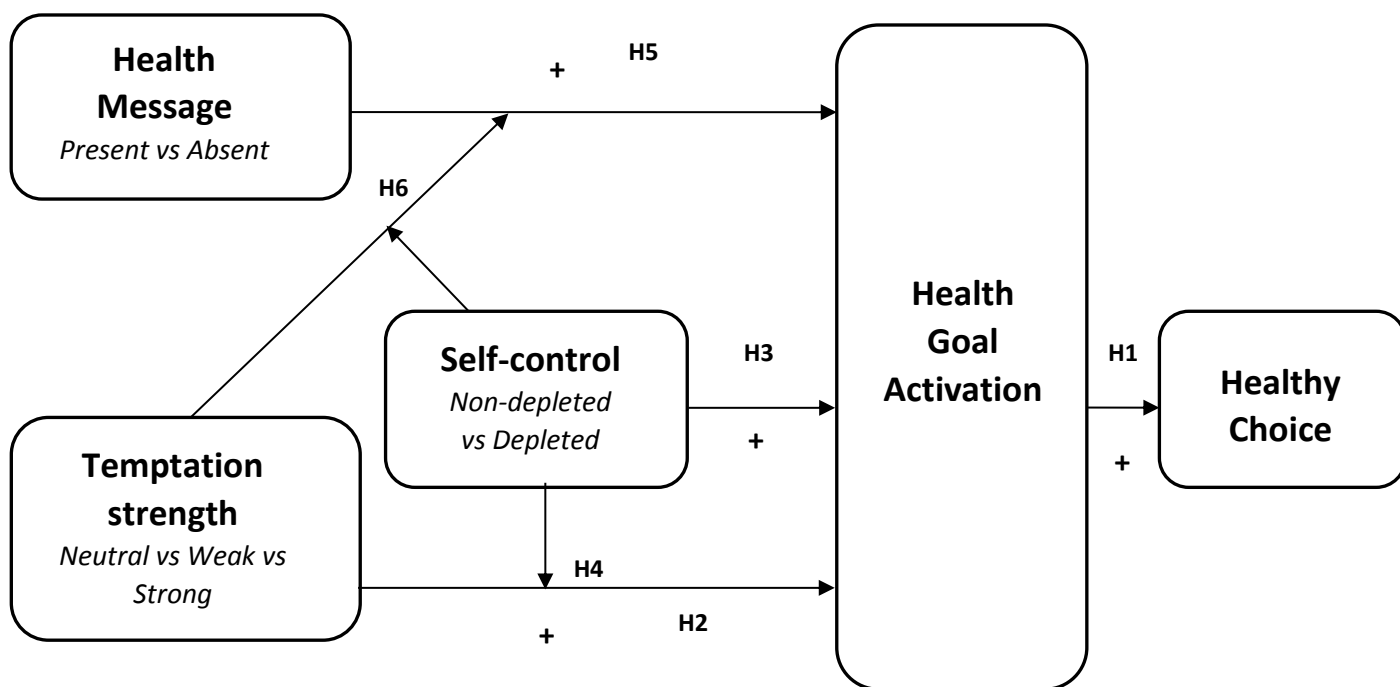 Health
Message
Present vs Absent
+
H5
H6
Self-control
Non-depleted
vs Depleted
H3
+
Temptation
strength
Neutral vs Weak vs
Strong
H4
H2
+
Health
Goal
Activation
H1
+
Healthy
Choice